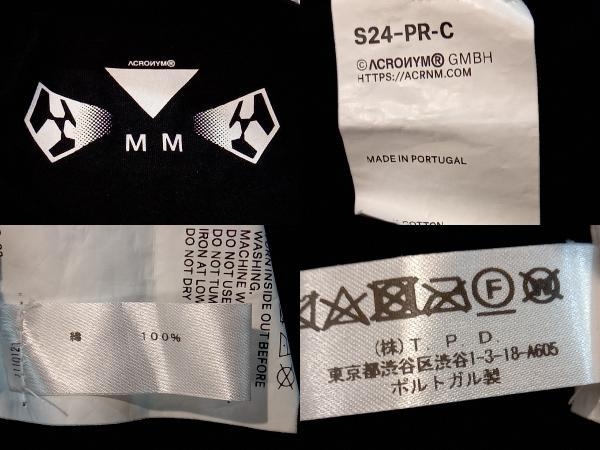 ACRONYM®
M M
S24-PR-C
©ACRONYM® GMBH
HTTPS://ACRNM.COM
MADE IN PORTUGAL
COTTON
INSIDE OUT BEFORE
WASHING.
MACHINE
DO NOT USE
DO NOT TUM
IRON AT LOW
DO NOT DRY
綿 100%
F
W
(株)T. P. D.
東京都渋谷区渋谷1-3-18-A605
ポルトガル製